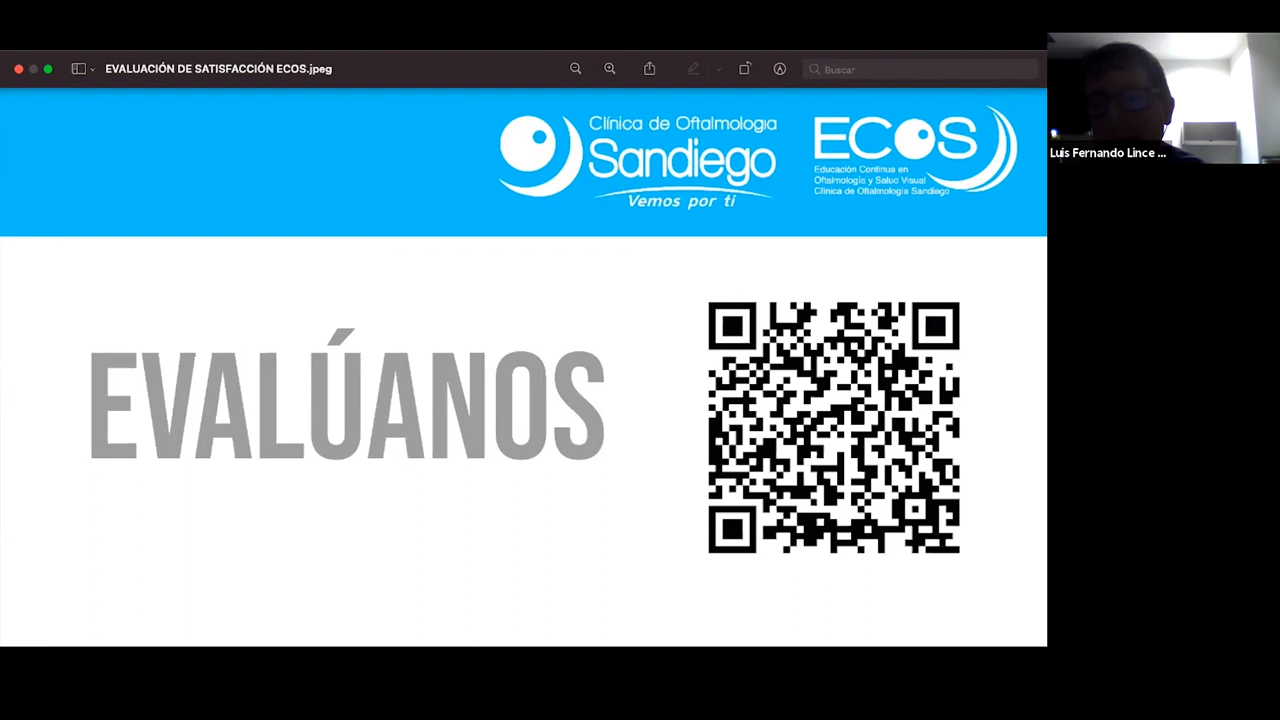 EVALUACIÓN DE SATISFACCIÓN ECOS.jpeg
Buscar
Clínica de Oftalmología
Sandiego
Vemos por ti
ECOS
Educación Continua en
Oftalmología y Salud Visual
Clínica de Oftalmología Sandiego
Luis Fernando Lince ...
EVALÚANOS